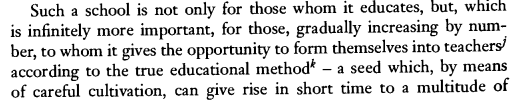 Such a school is not only for those whom it educates, but, which
is infinitely more important, for those, gradually increasing by num-
ber, to whom it gives the opportunity to form themselves into teachersʲ
according to the true educational methodᵏ – a seed which, by means
of careful cultivation, can give rise in short time to a multitude of